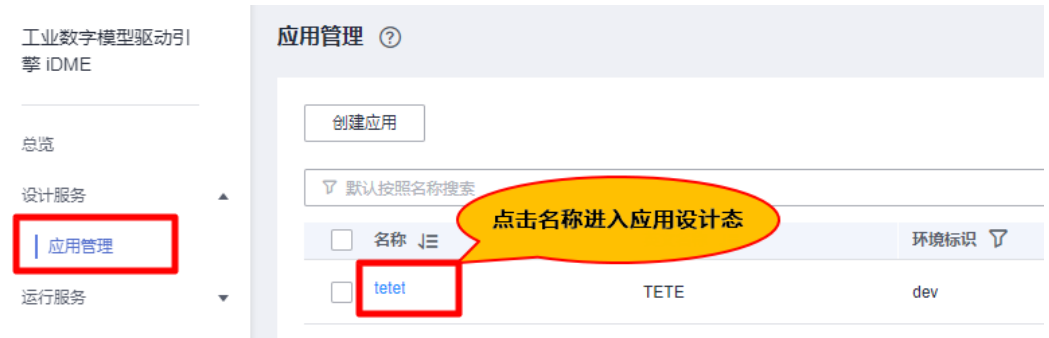 工业数字模型驱动引
擎 iDME
总览
设计服务
应用管理
运行服务
应用管理
创建应用
默认按照名称搜索
点击名称进入应用设计态
名称 环境标识
tetet TETE dev